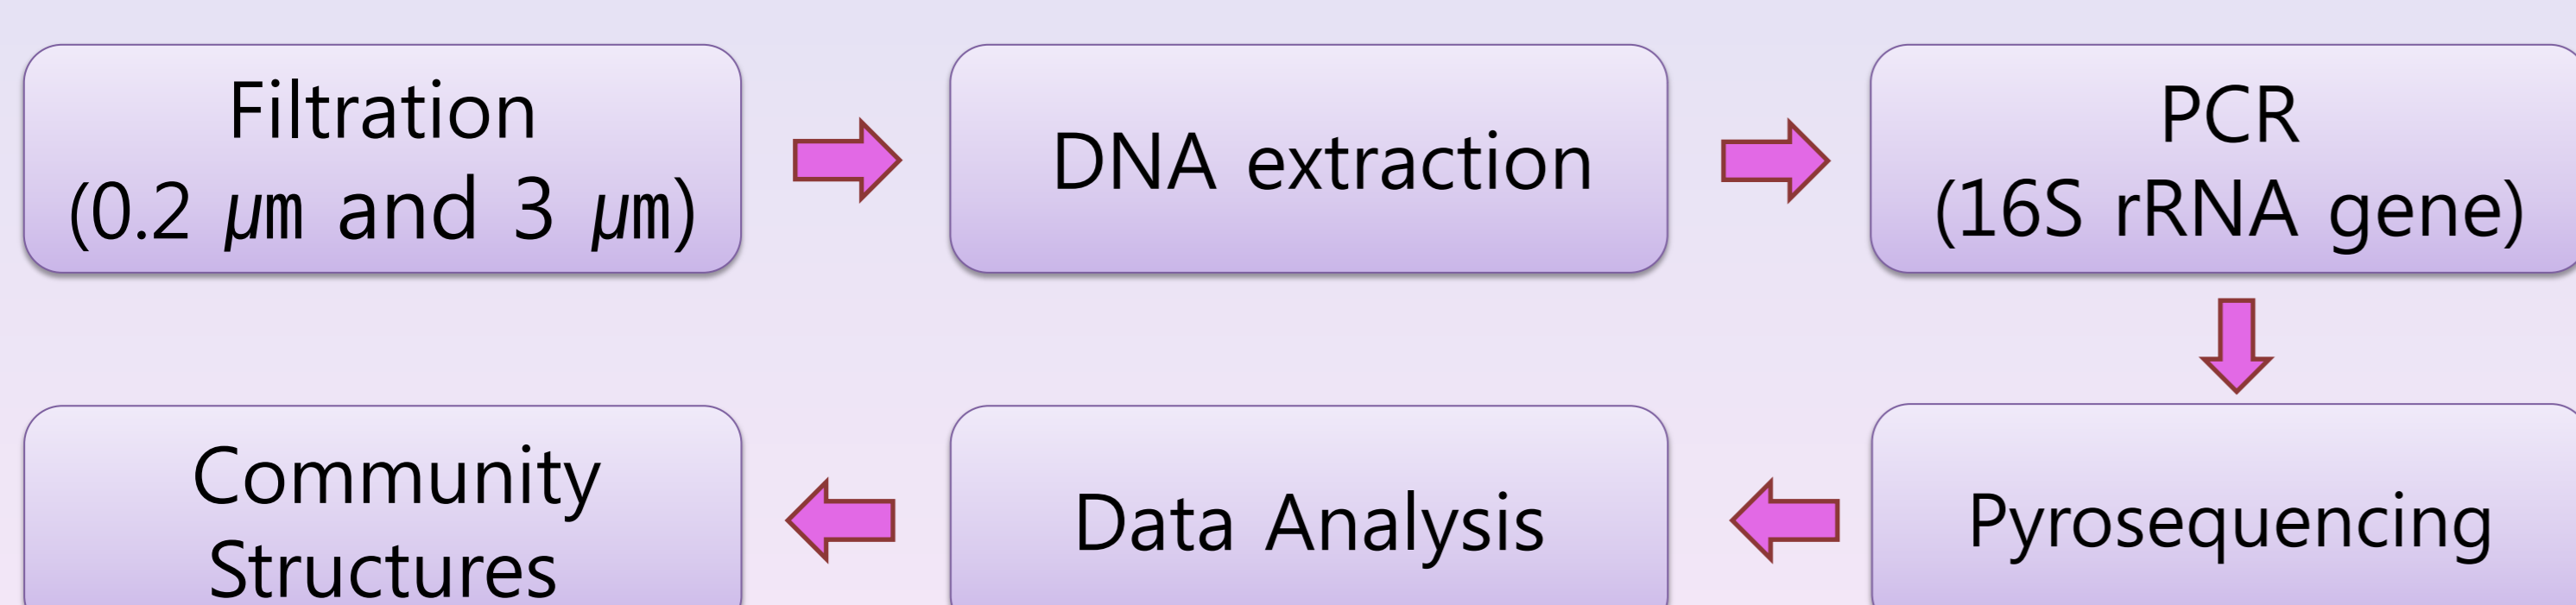 Filtration
(0.2 μm and 3 μm)
DNA extraction
PCR
(16S rRNA gene)
Pyrosequencing
Data Analysis
Community
Structures